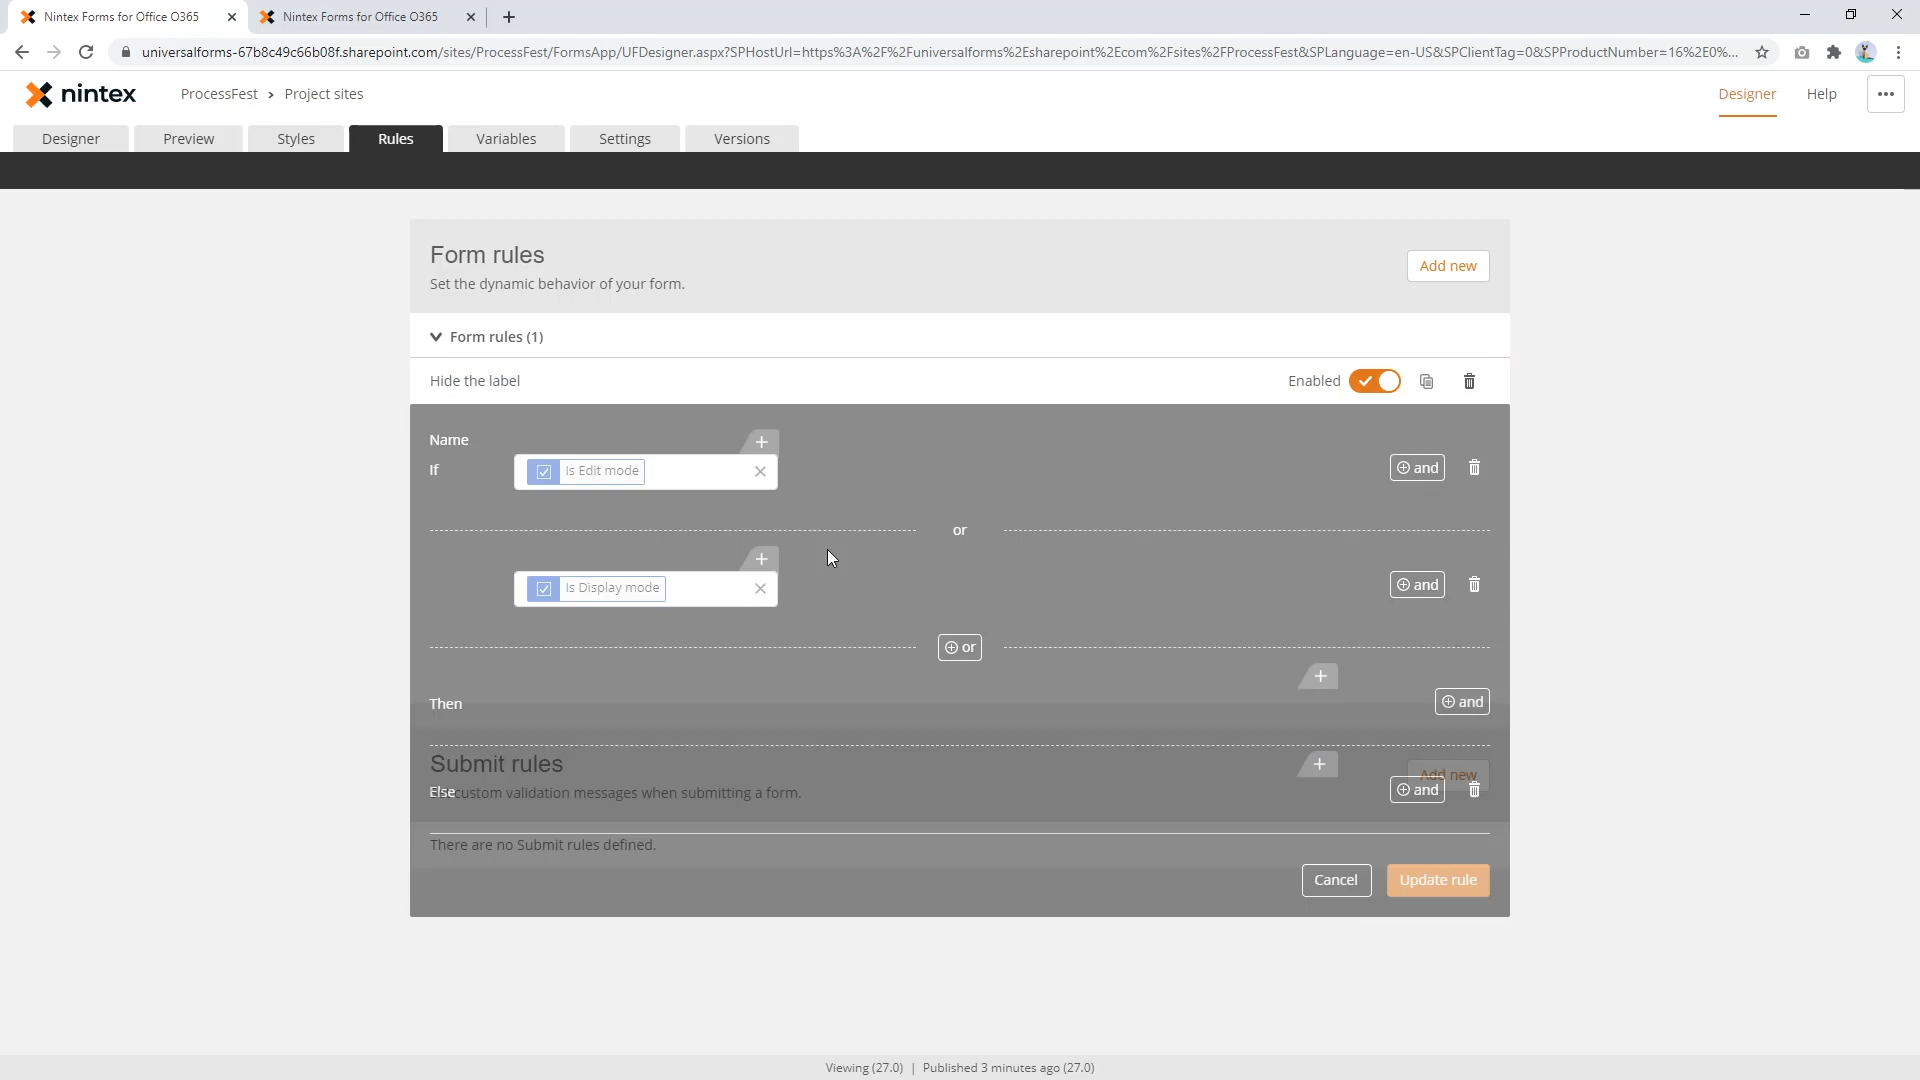 Nintex Forms for Office O365
Nintex Forms for Office O365
universalforms-67b8c49c66b08f.sharepoint.com/sites/ProcessFest/FormsApp/UFDesigner.aspx?SPHostUrl=https%3A%2F%2Funiversalforms%2Esharepoint%2Ecom%2Fsites%2FProcessFest&SPLanguage=en-US&SPClientTag=0&SPProductNumber=16%2E0%...
nintex
ProcessFest > Project sites
Designer
Help
Designer
Preview
Styles
Rules
Variables
Settings
Versions
Form rules
Set the dynamic behavior of your form.
Add new
Form rules (1)
Hide the label
Enabled
Name
If
Is Edit mode
and
or
Is Display mode
and
or
Then
and
Submit rules
Add new
Else
custom validation messages when submitting a form.
and
There are no Submit rules defined.
Cancel
Update rule
Viewing (27.0) | Published 3 minutes ago (27.0)